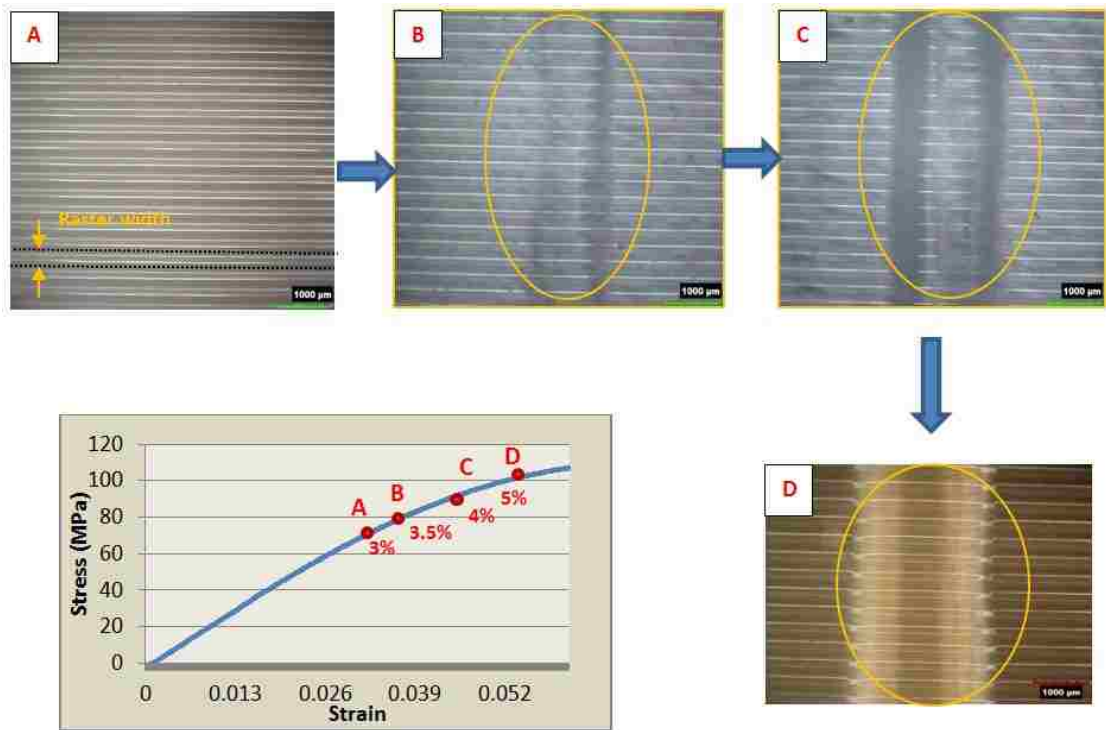 A
B
C
Raster width
1000 µm
1000 µm
1000 µm
120
100
80
60
40
20
0
Stress (MPa)
A
B
C
D
3%
3.5%
4%
5%
0
0.013
0.026
0.039
0.052
Strain
D
1000 µm